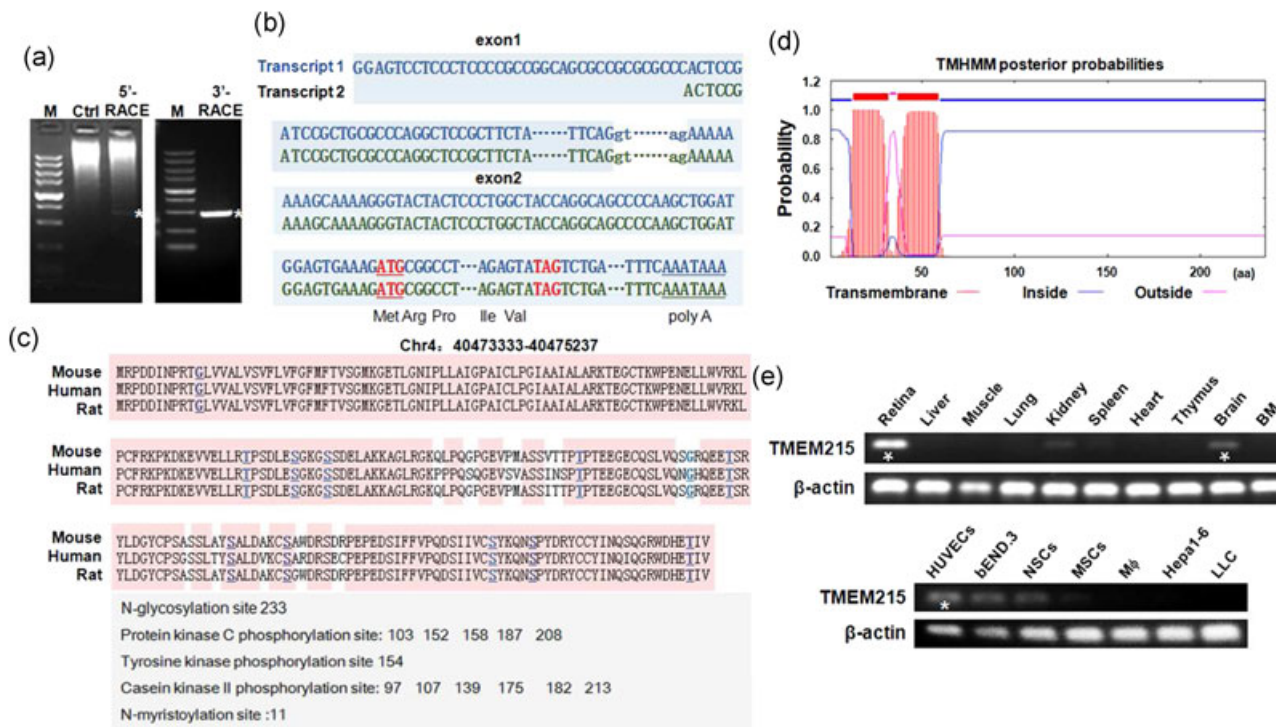 (a)
M Ctrl 5'-RACE M 3'-RACE
* *
(b)
exon1
Transcript 1 GGAGTCCTCCCTCCCCGCCGGCAGCGCCGCGCGCCCACTCCG
Transcript 2 ACTCCG
ATCCGCTGCGCCCAGGCTCCGCTTCTA······TTCAGgt······agAAAAA
ATCCGCTGCGCCCAGGCTCCGCTTCTA······TTCAGgt······agAAAAA
exon2
AAAGCAAAAGGGTACTACTCCCTGGCTACCAGGCAGCCCCAAGCTGGAT
AAAGCAAAAGGGTACTACTCCCTGGCTACCAGGCAGCCCCAAGCTGGAT
GGAGTGAAAGATGCGGCCT···AGAGTATAGTCTGA···TTTCAAATAAA
GGAGTGAAAGATGCGGCCT···AGAGTATAGTCTGA···TTTCAAATAAA
Met Arg Pro Ile Val poly A
Chr4: 40473333-40475237
(c)
Mouse MRPDDINPRTGLVVALVSVFLVFGFMFTVSGMKGETLGNIPLLAIGPAICLPGIAAIALARKTEGCTKWPENELLWVRKL
Human MRPDDINPRTGLVVALVSVFLVFGFMFTVSGMKGETLGNIPLLAIGPAICLPGIAAIALARKTEGCTKWPENELLWVRKL
Rat MRPDDINPRTGLVVALVSVFLVFGFMFTVSGMKGETLGNIPLLAIGPAICLPGIAAIALARKTEGCTKWPENELLWVRKL
Mouse PCFRKPKDKEVVELLRTPSDLESGKGSSDELAKKAGLRGKQLPQGPGEVPMASSVTTPTPTEEGECQSLVQSGRQEETSR
Human PCFRKPKDKEVVELLRTPSDLESGKGSSDELAKKAGLRGKPPPQSQGEVSVASSINSPTPTEEGECQSLVQNGHQEETSR
Rat PCFRKPKDKEVVELLRTPSDLESGKGSSDELAKKAGLRGKQLPQGPGEVPMASSITTPTPTEEGECQSLVQSGRQEETSR
Mouse YLDGYCPSASSLAYSALDAKCSAWDRSDRPEPEDSIFFVPQDSIIVCSYKQNSPYDRYCCYINQSQGRWDHETIV
Human YLDGYCPSGSSLTYSALDVKCSARDRSECPEPEDSIFFVPQDSIIVCSYKQNSPYDRYCCYINQIQGRWDHETIV
Rat YLDGYCPSASSLAYSALDAKCSGWDRSDRPEPEDSIFFVPQDSIIVCSYKQNSPYDRYCCYINQSQGRWDHETIV
N-glycosylation site 233
Protein kinase C phosphorylation site: 103 152 158 187 208
Tyrosine kinase phosphorylation site 154
Casein kinase II phosphorylation site: 97 107 139 175 182 213
N-myristoylation site :11
(d)
TMHMM posterior probabilities
Probability
1.2
1.0
0.8
0.6
0.4
0.2
0.0
50 100 150 200 (aa)
Transmembrane Inside Outside
(e)
Retina Liver Muscle Lung Kidney Spleen Heart Thymus Brain BM
TMEM215
* *
β-actin
HUVECs bEND.3 NSCs MSCs Mϕ Hepa1-6 LLC
TMEM215
*
β-actin